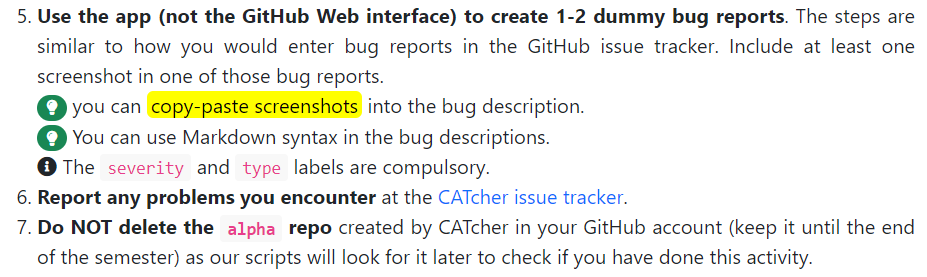 5. Use the app (not the GitHub Web interface) to create 1-2 dummy bug reports. The steps are
similar to how you would enter bug reports in the GitHub issue tracker. Include at least one
screenshot in one of those bug reports.
you can copy-paste screenshots into the bug description.
You can use Markdown syntax in the bug descriptions.
The severity and type labels are compulsory.
6. Report any problems you encounter at the CATcher issue tracker.
7. Do NOT delete the alpha repo created by CATcher in your GitHub account (keep it until the end
of the semester) as our scripts will look for it later to check if you have done this activity.